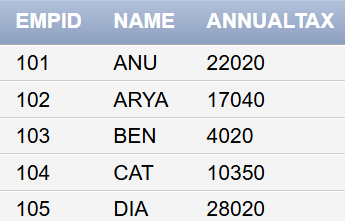 EMPID NAME ANNUALTAX
101 ANU 22020
102 ARYA 17040
103 BEN 4020
104 CAT 10350
105 DIA 28020